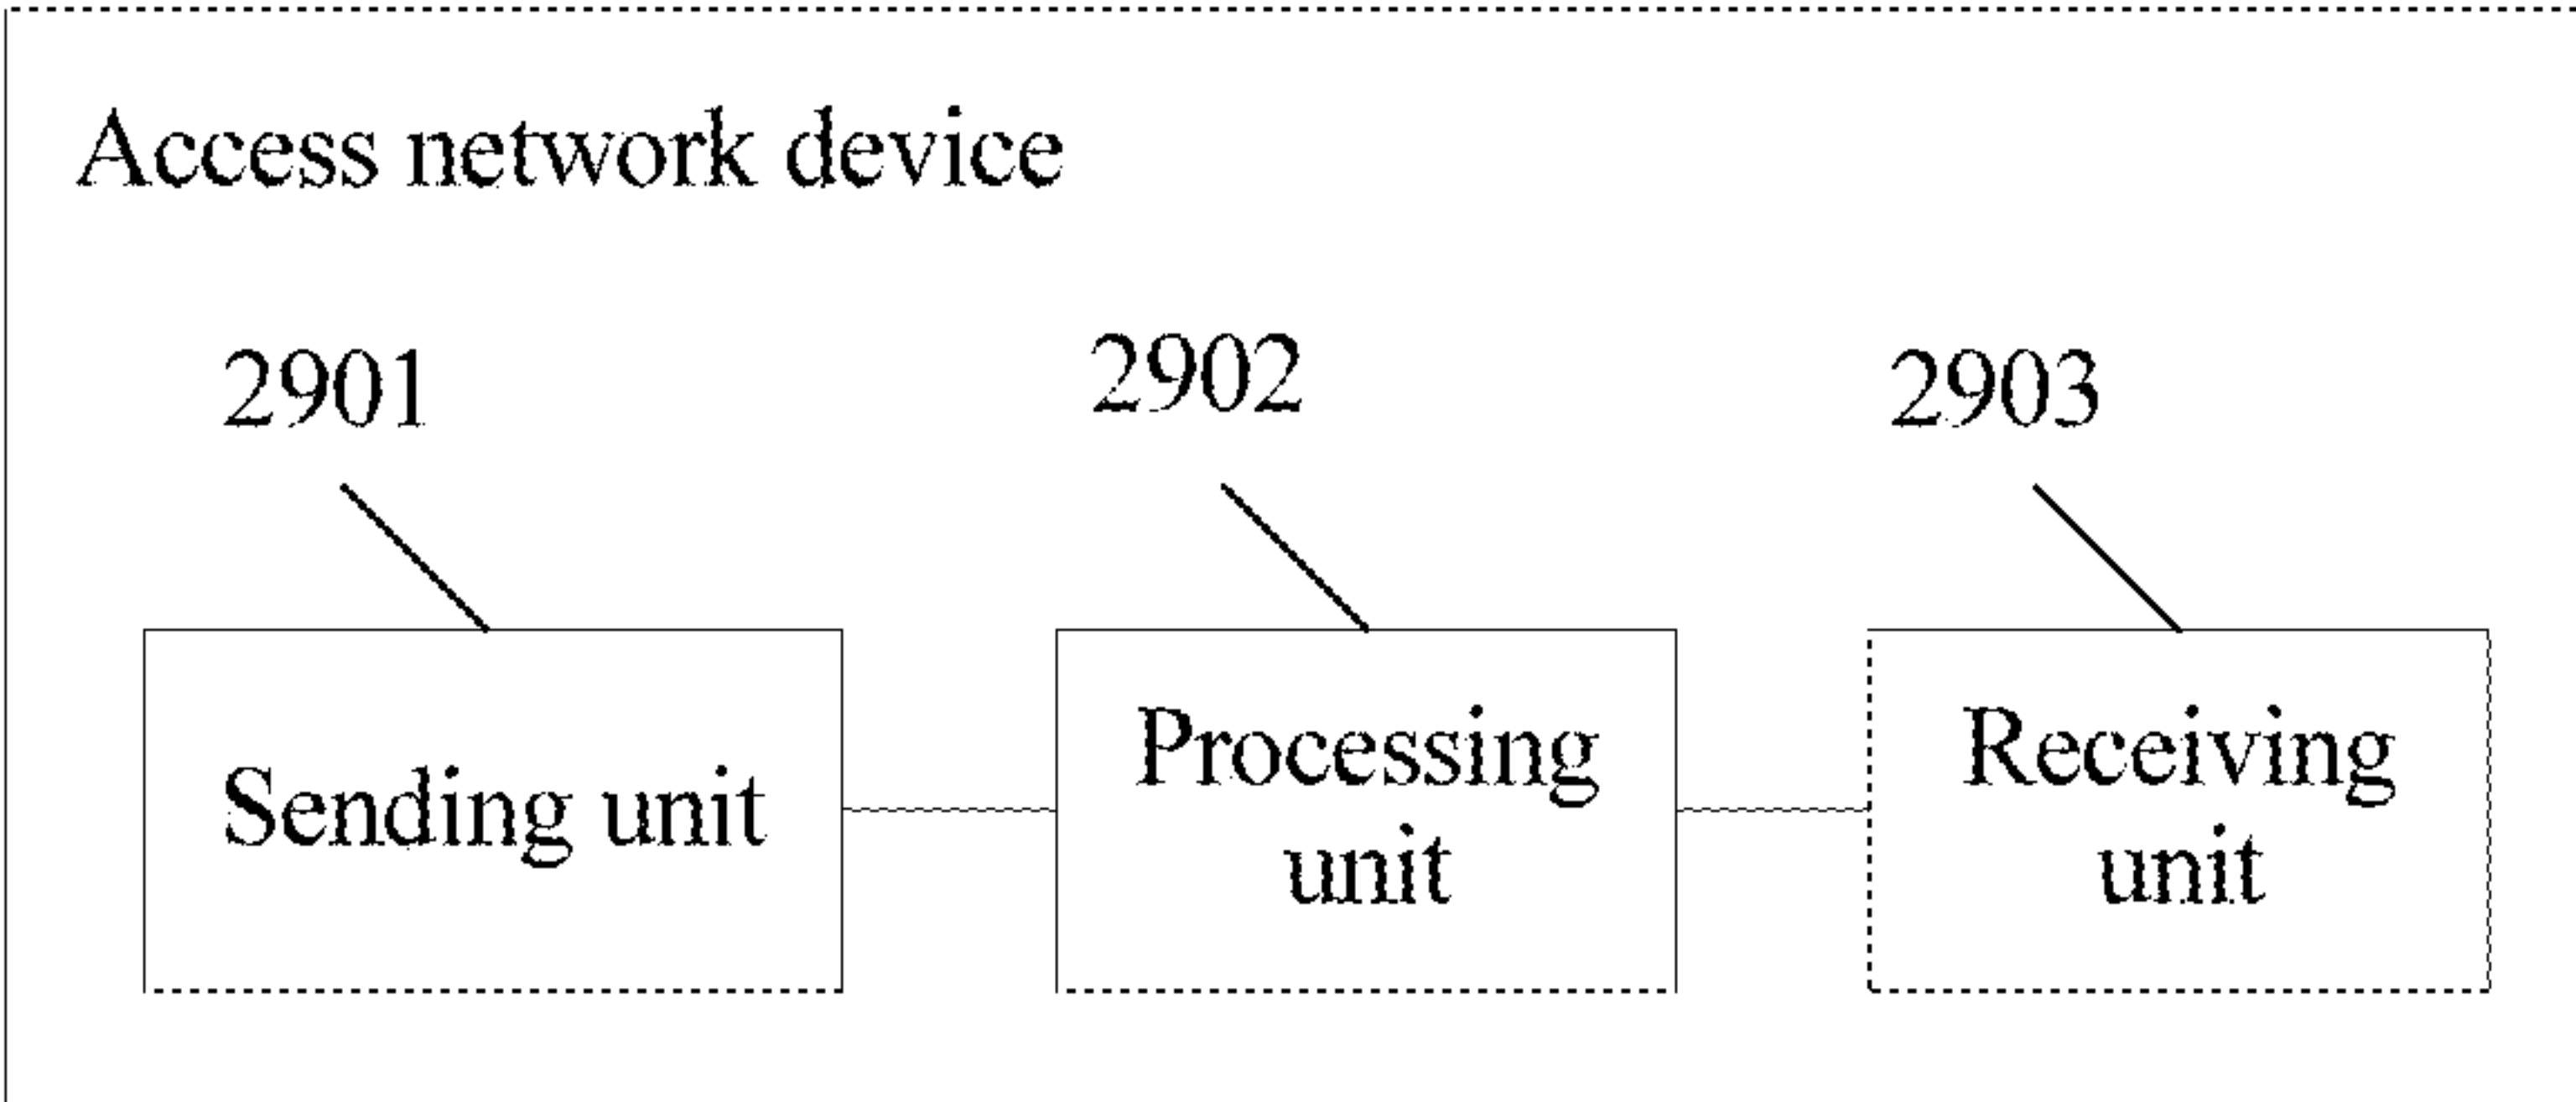 Access network device
2901
2902
2903
Sending unit
Processing
unit
Receiving
unit